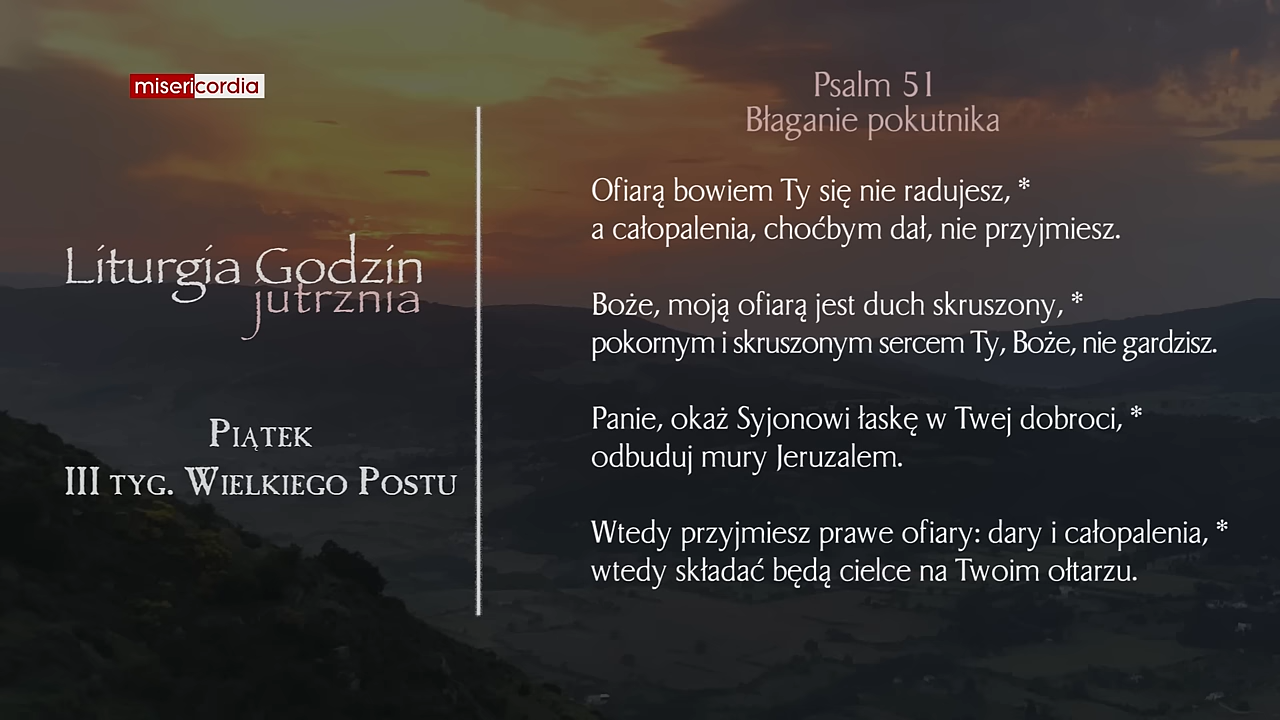 misericordia
Liturgia Godzin
jutrznia
Piątek
III tyg. Wielkiego Postu
Psalm 51
Błaganie pokutnika
Ofiarą bowiem Ty się nie radujesz, *
a całopalenia, choćbym dał, nie przyjmiesz.
Boże, moją ofiarą jest duch skruszony, *
pokornym i skruszonym sercem Ty, Boże, nie gardzisz.
Panie, okaż Syjonowi łaskę w Twej dobroci, *
odbuduj mury Jeruzalem.
Wtedy przyjmiesz prawe ofiary: dary i całopalenia, *
wtedy składać będą cielce na Twoim ołtarzu.